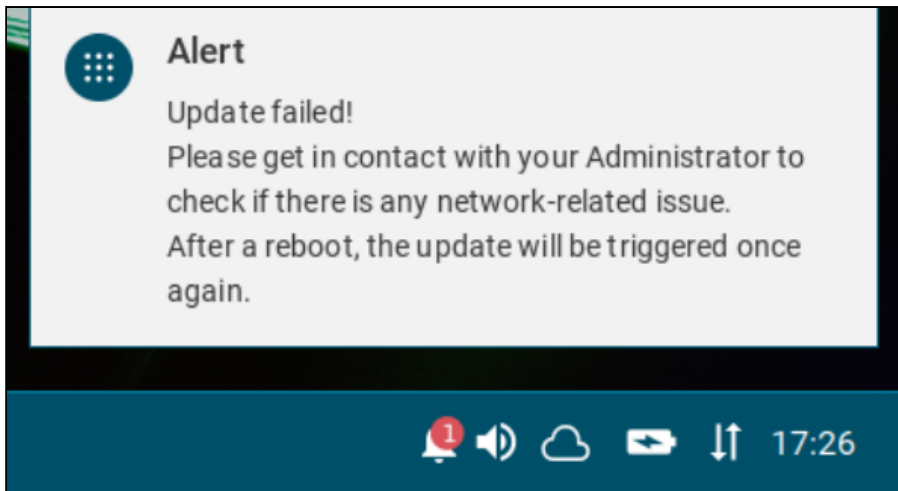 Alert
Update failed!
Please get in contact with your Administrator to
check if there is any network-related issue.
After a reboot, the update will be triggered once
again.
1
17:26